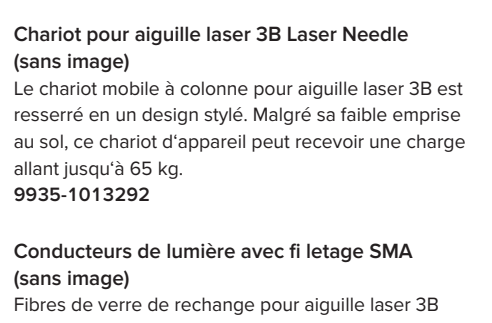 Chariot pour aiguille laser 3B Laser Needle
(sans image)
Le chariot mobile à colonne pour aiguille laser 3B est
resserré en un design stylé. Malgré sa faible emprise
au sol, ce chariot d‘appareil peut recevoir une charge
allant jusqu‘à 65 kg.
9935-1013292
Conducteurs de lumière avec fi letage SMA
(sans image)
Fibres de verre de rechange pour aiguille laser 3B